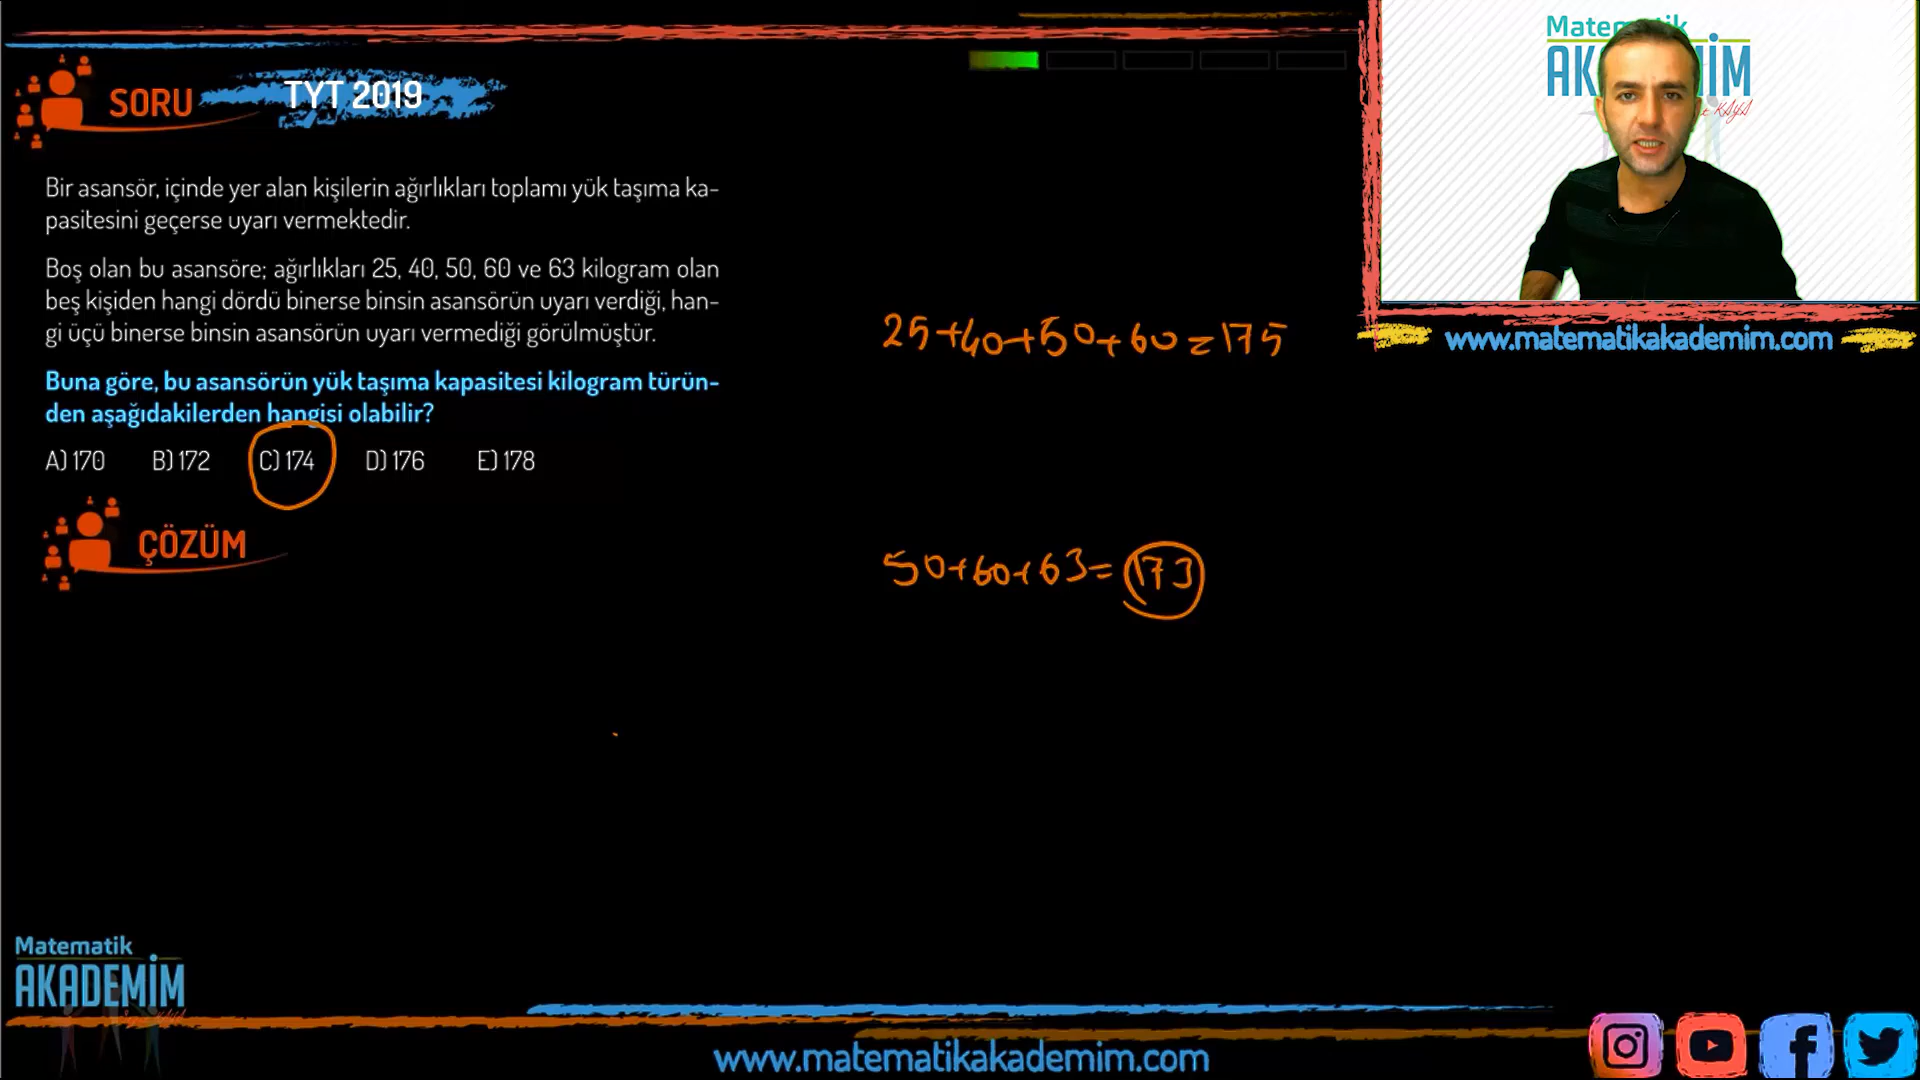 SORU
TYT 2019
Bir asansör, içinde yer alan kişilerin ağırlıkları toplamı yük taşıma ka-
pasitesini geçerse uyarı vermektedir.
Boş olan bu asansöre; ağırlıkları 25, 40, 50, 60 ve 63 kilogram olan
beş kişiden hangi dördü binerse binsin asansörün uyarı verdiği, han-
gi üçü binerse binsin asansörün uyarı vermediği görülmüştür.
Buna göre, bu asansörün yük taşıma kapasitesi kilogram türün-
den aşağıdakilerden hangisi olabilir?
A) 170 B) 172 C) 174 D) 176 E) 178
ÇÖZÜM
25+40+50+60=175
50+60+63=173
www.matematikakademim.com
Matematik
AKADEMİM
www.matematikakademim.com